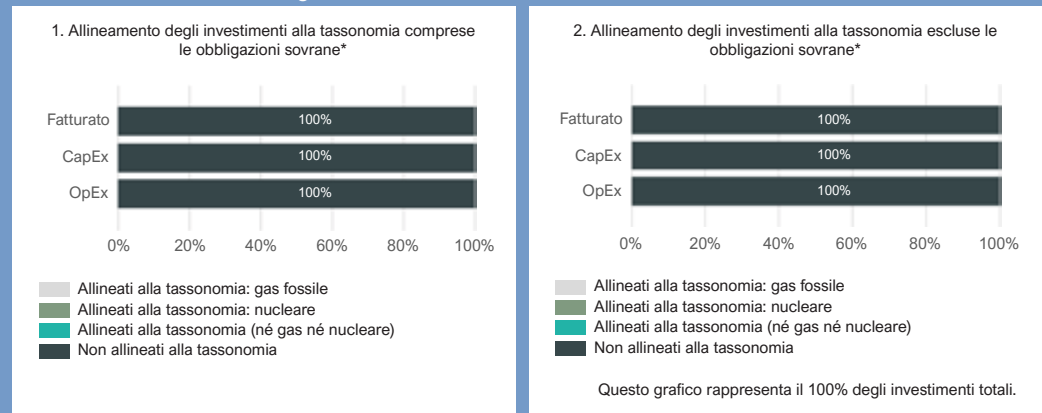 1. Allineamento degli investimenti alla tassonomia comprese
le obbligazioni sovrane*
Fatturato
100%
CapEx
100%
OpEx
100%
0% 20% 40% 60% 80% 100%
Allineati alla tassonomia: gas fossile
Allineati alla tassonomia: nucleare
Allineati alla tassonomia (né gas né nucleare)
Non allineati alla tassonomia
2. Allineamento degli investimenti alla tassonomia escluse le
obbligazioni sovrane*
Fatturato
100%
CapEx
100%
OpEx
100%
0% 20% 40% 60% 80% 100%
Allineati alla tassonomia: gas fossile
Allineati alla tassonomia: nucleare
Allineati alla tassonomia (né gas né nucleare)
Non allineati alla tassonomia
Questo grafico rappresenta il 100% degli investimenti totali.